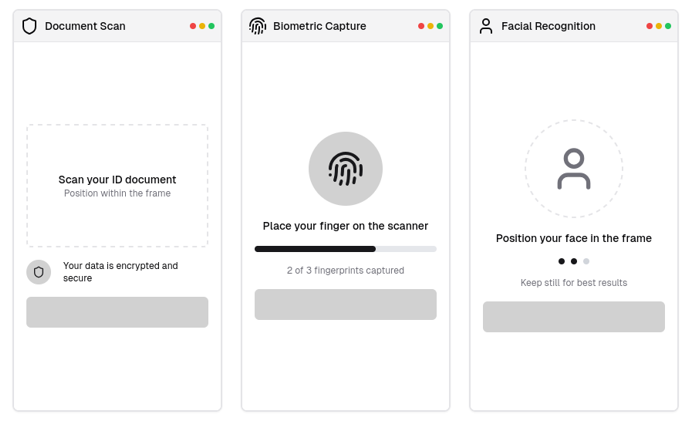 Document Scan
Scan your ID document
Position within the frame
Your data is encrypted and
secure
Biometric Capture
Place your finger on the scanner
2 of 3 fingerprints captured
Facial Recognition
Position your face in the frame
Keep still for best results